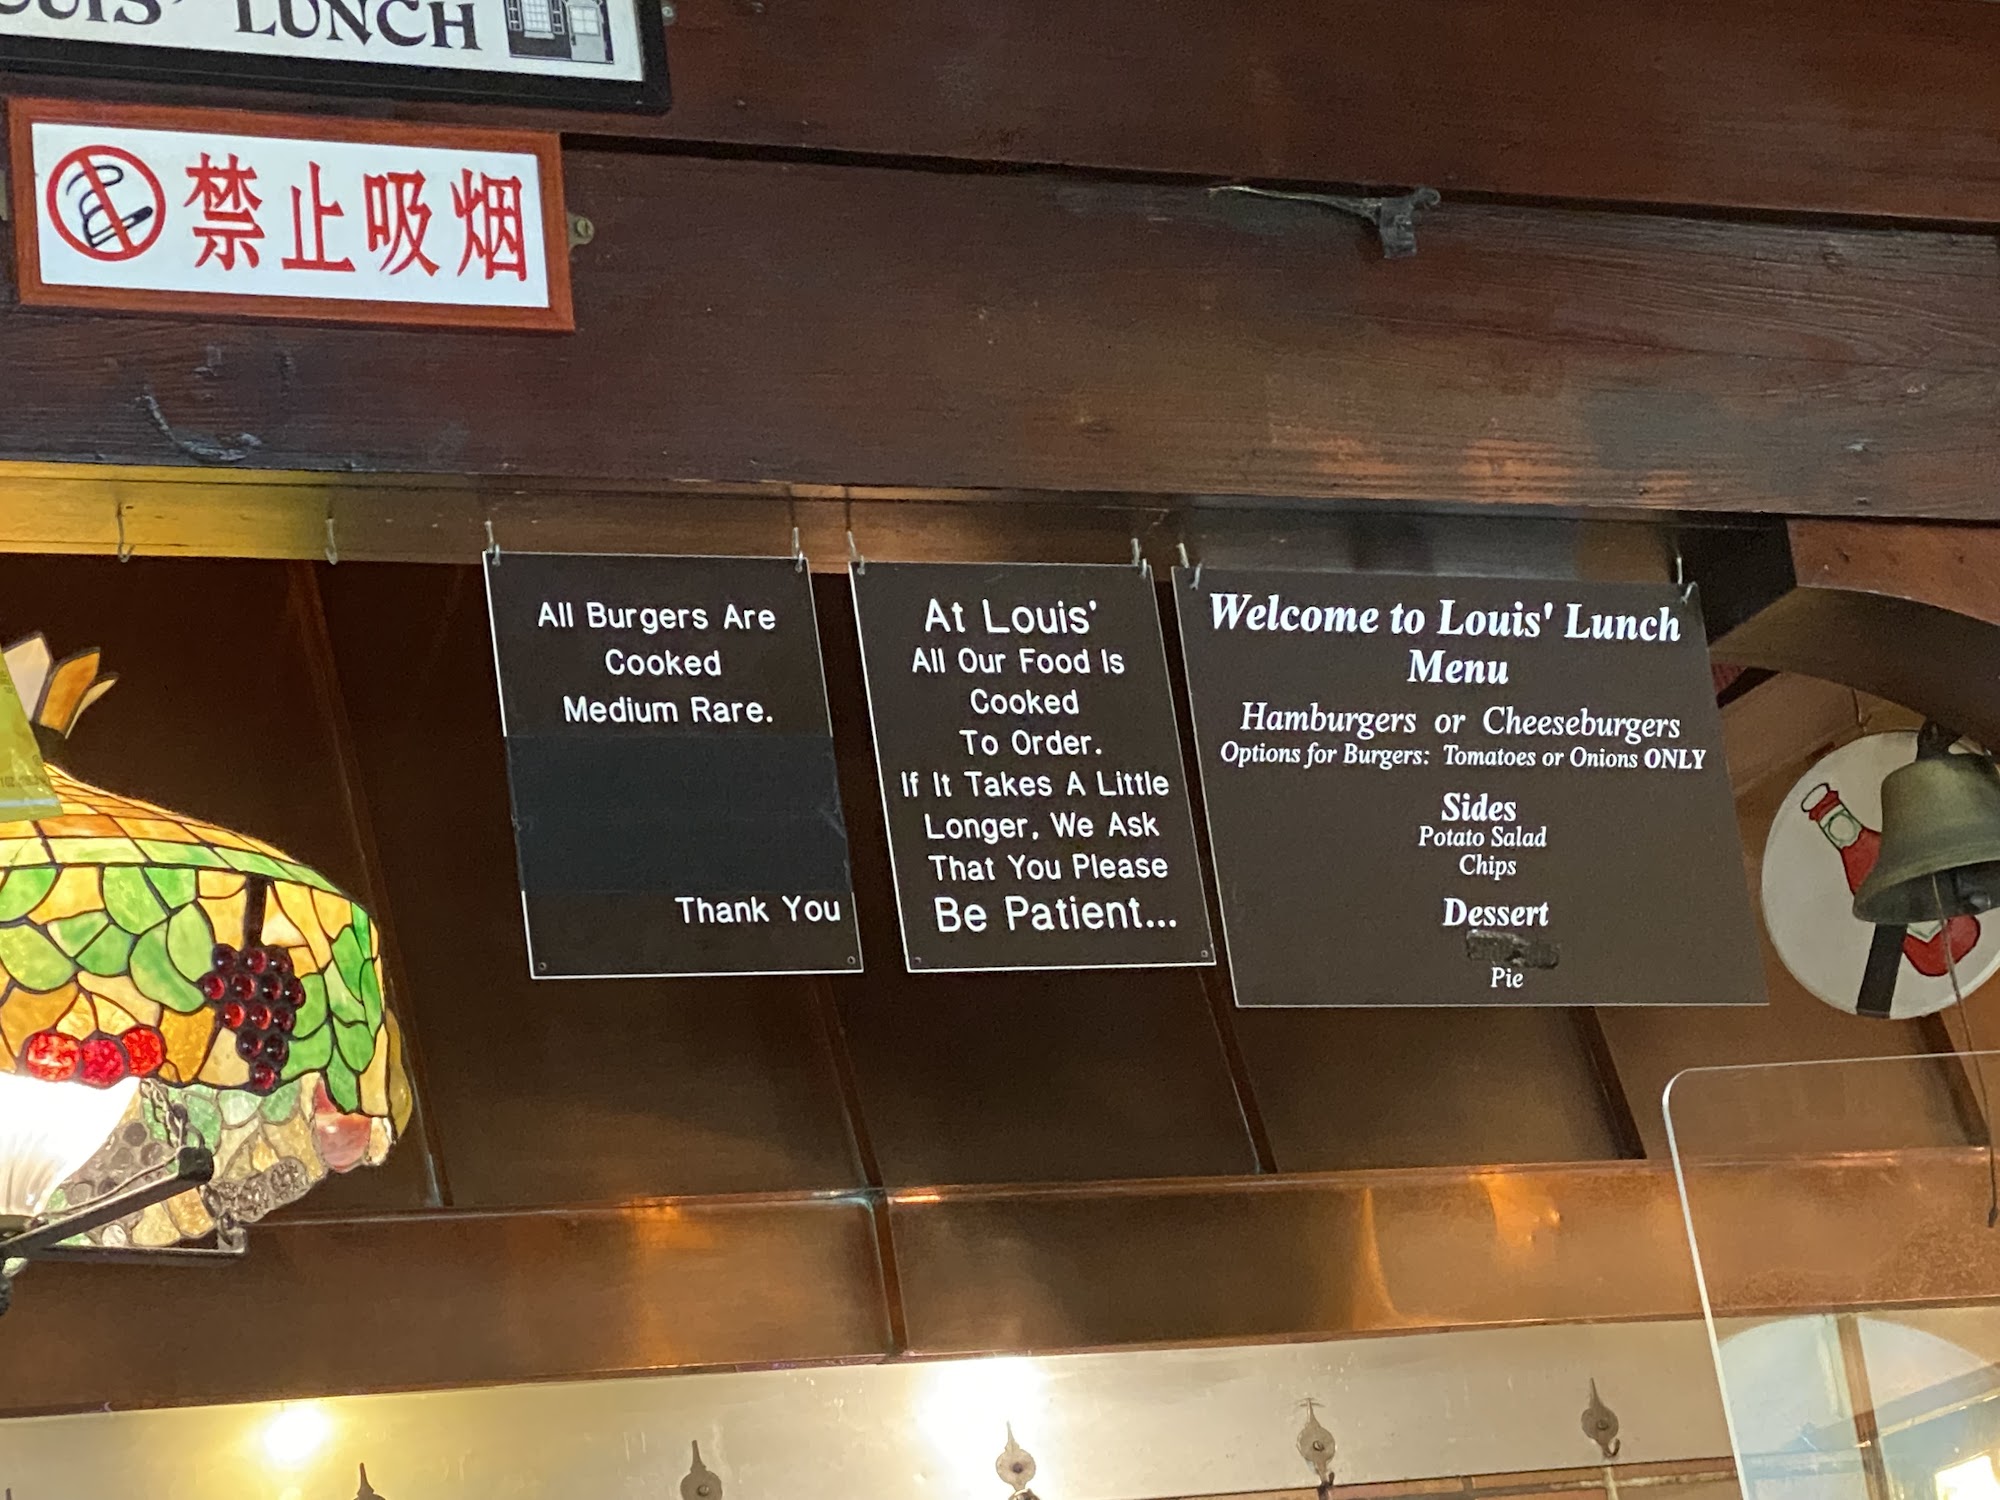 LUNCH
禁止吸烟
All Burgers Are
Cooked
Medium Rare.
Thank You
At Louis'
All Our Food Is
Cooked
To Order.
If It Takes A Little
Longer, We Ask
That You Please
Be Patient...
Welcome to Louis' Lunch
Menu
Hamburgers or Cheeseburgers
Options for Burgers: Tomatoes or Onions ONLY
Sides
Potato Salad
Chips
Dessert
Pie